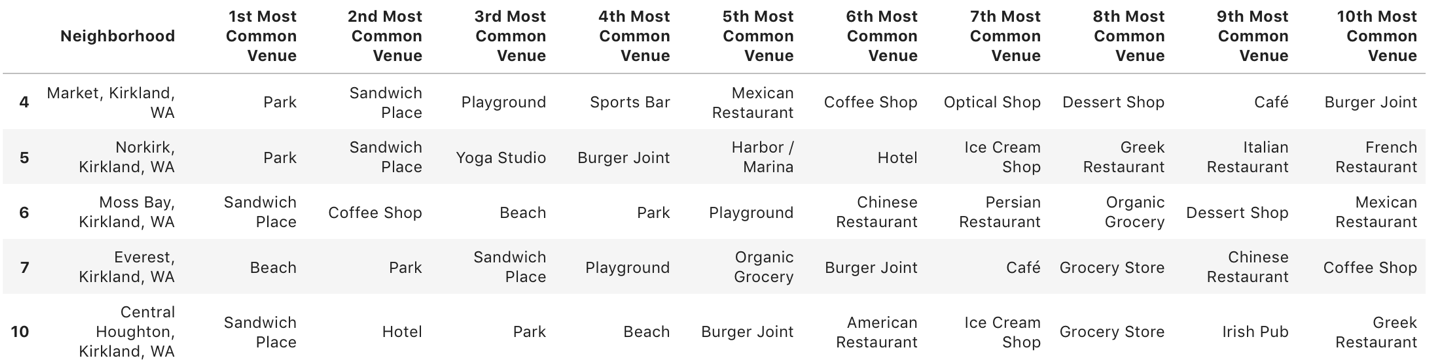 Neighborhood 1st Most Common Venue 2nd Most Common Venue 3rd Most Common Venue 4th Most Common Venue 5th Most Common Venue 6th Most Common Venue 7th Most Common Venue 8th Most Common Venue 9th Most Common Venue 10th Most Common Venue
4 Market, Kirkland, WA Park Sandwich Place Playground Sports Bar Mexican Restaurant Coffee Shop Optical Shop Dessert Shop Café Burger Joint
5 Norkirk, Kirkland, WA Park Sandwich Place Yoga Studio Burger Joint Harbor / Marina Hotel Ice Cream Shop Greek Restaurant Italian Restaurant French Restaurant
6 Moss Bay, Kirkland, WA Sandwich Place Coffee Shop Beach Park Playground Chinese Restaurant Persian Restaurant Organic Grocery Dessert Shop Mexican Restaurant
7 Everest, Kirkland, WA Beach Park Sandwich Place Playground Organic Grocery Burger Joint Café Grocery Store Chinese Restaurant Coffee Shop
10 Central Houghton, Kirkland, WA Sandwich Place Hotel Park Beach Burger Joint American Restaurant Ice Cream Shop Grocery Store Irish Pub Greek Restaurant